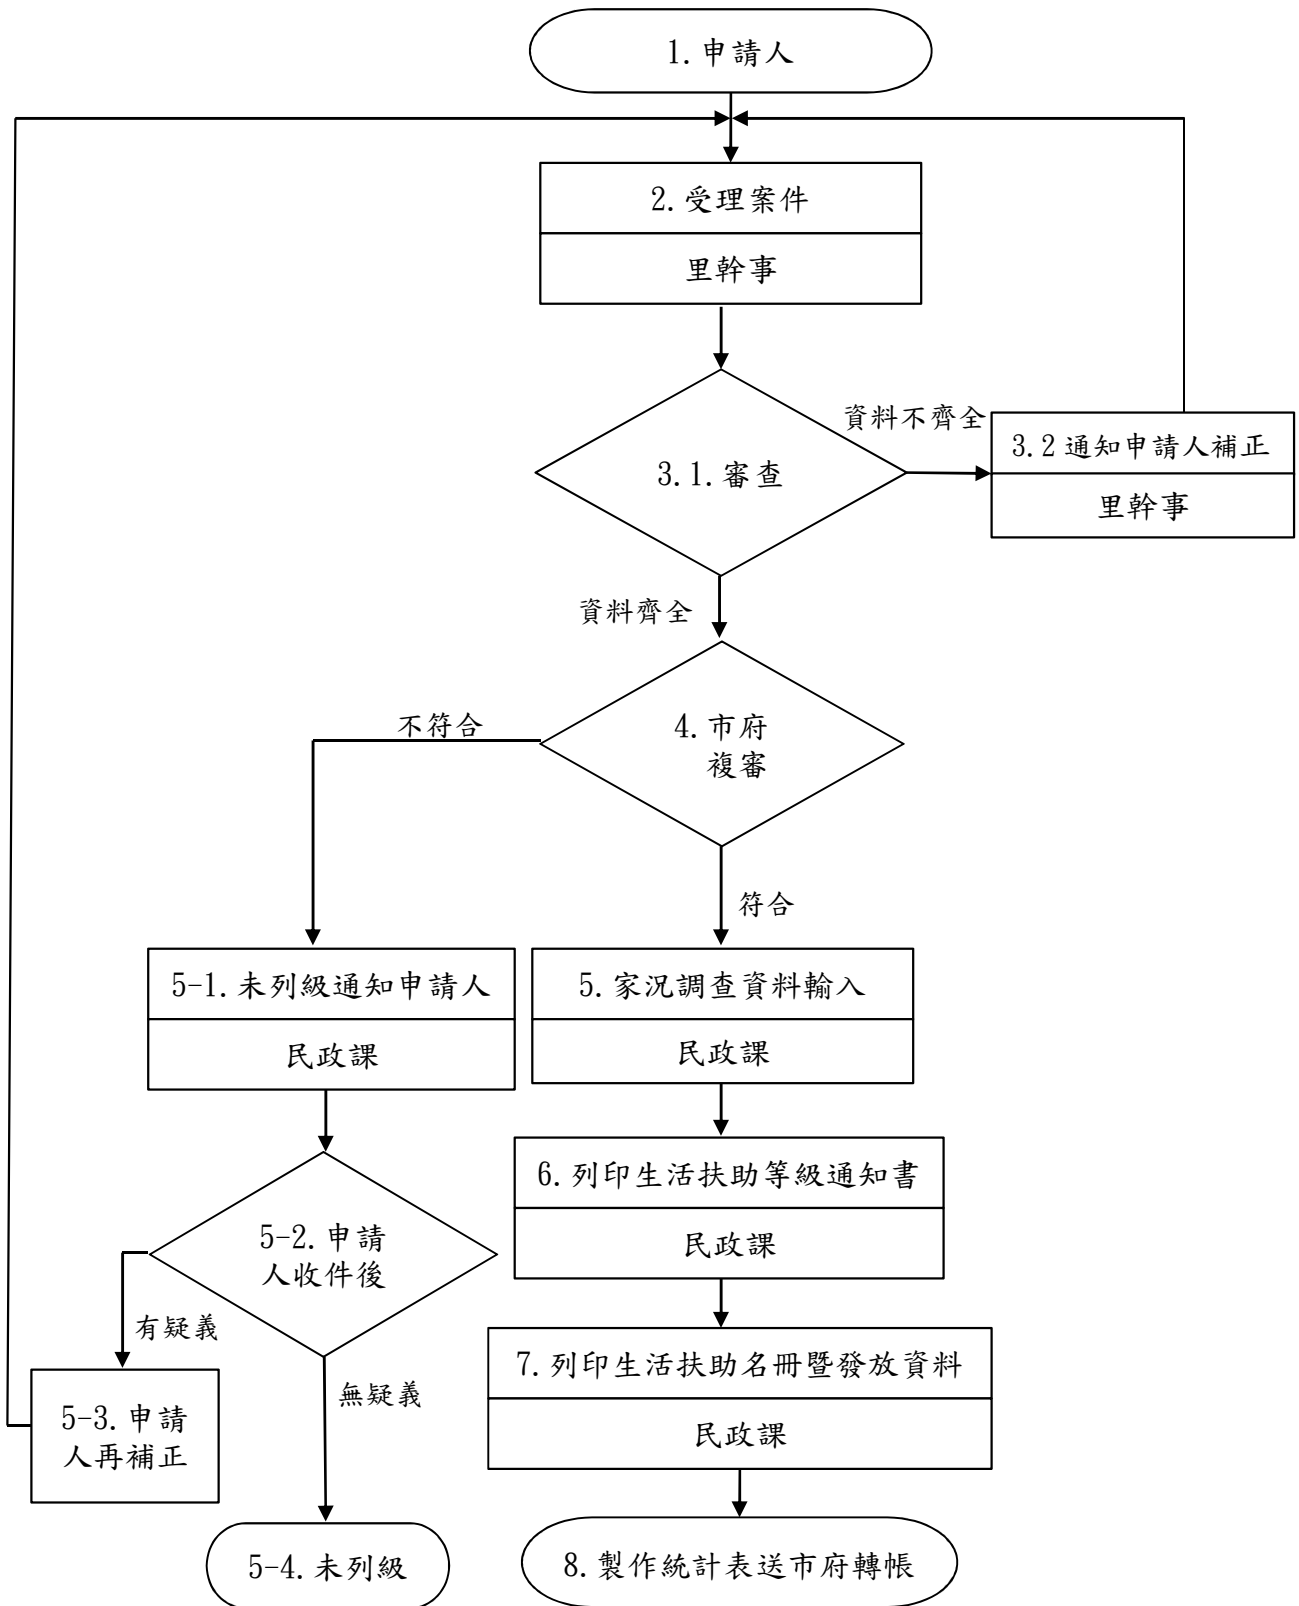 1.申請人
2.受理案件
里幹事
資料不齊全
3.1.審查
3.2 通知申請人補正
里幹事
資料齊全
不符合
4.市府
複審
符合
5-1.未列級通知申請人
民政課
5.家況調查資料輸入
民政課
6.列印生活扶助等級通知書
民政課
5-2.申請
人收件後
有疑義
無疑義
7.列印生活扶助名冊暨發放資料
民政課
5-3.申請
人再補正
5-4.未列級
8.製作統計表送市府轉帳